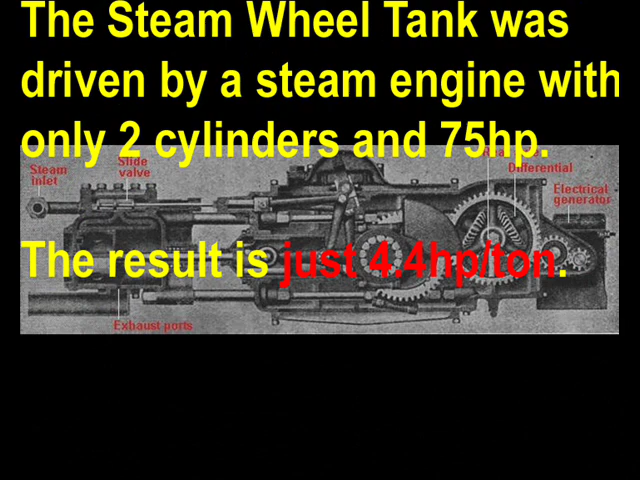 The Steam Wheel Tank was
driven by a steam engine with
only 2 cylinders and 75hp.
Steam inlet
Slide valve
Differential
Electrical generator
The result is just 4.4hp/ton.
Exhaust ports